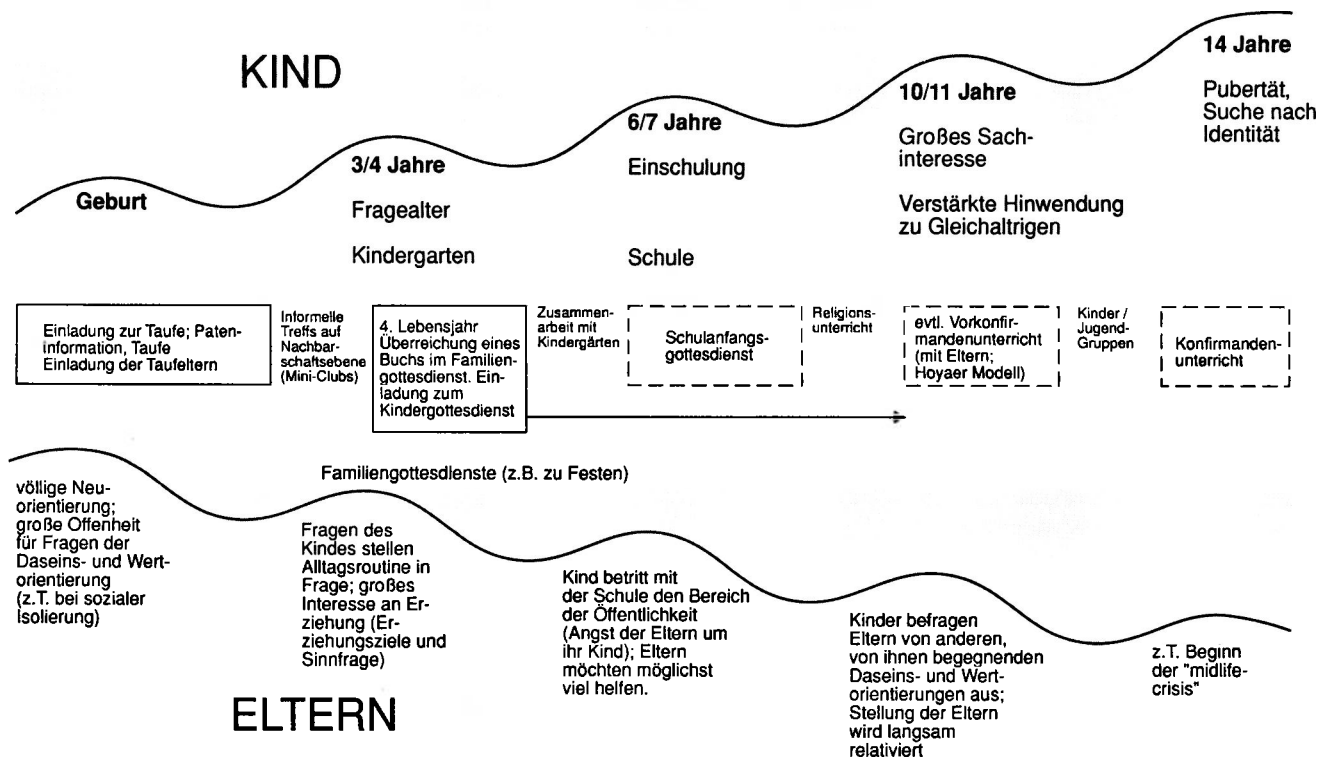 KIND
Geburt
3/4 Jahre
Fragealter
Kindergarten
6/7 Jahre
Einschulung
Schule
10/11 Jahre
Großes Sach-
interesse
Verstärkte Hinwendung
zu Gleichaltrigen
14 Jahre
Pubertät,
Suche nach
Identität
Einladung zur Taufe; Paten-
information, Taufe
Einladung der Taufeltern
Informelle
Treffs auf
Nachbar-
schaftsebene
(Mini-Clubs)
4. Lebensjahr
Überreichung eines
Buchs im Familien-
gottesdienst. Ein-
ladung zum
Kindergottesdienst
Zusammen-
arbeit mit
Kindergärten
Schulanfangs-
gottesdienst
Religions-
unterricht
evtl. Vorkonfir-
mandenunterricht
(mit Eltern;
Hoyaer Modell)
Kinder /
Jugend-
Gruppen
Konfirmanden-
unterricht
Familiengottesdienste (z.B. zu Festen)
völlige Neu-
orientierung;
große Offenheit
für Fragen der
Daseins- und Wert-
orientierung
(z.T. bei sozialer
Isolierung)
Fragen des
Kindes stellen
Alltagsroutine in
Frage; großes
Interesse an Er-
ziehung (Er-
ziehungsziele und
Sinnfrage)
Kind betritt mit
der Schule den Bereich
der Öffentlichkeit
(Angst der Eltern um
ihr Kind); Eltern
möchten möglichst
viel helfen.
Kinder befragen
Eltern von anderen,
von ihnen begegnenden
Daseins- und Wert-
orientierungen aus;
Stellung der Eltern
wird langsam
relativiert
z.T. Beginn
der "midlife-
crisis"
ELTERN